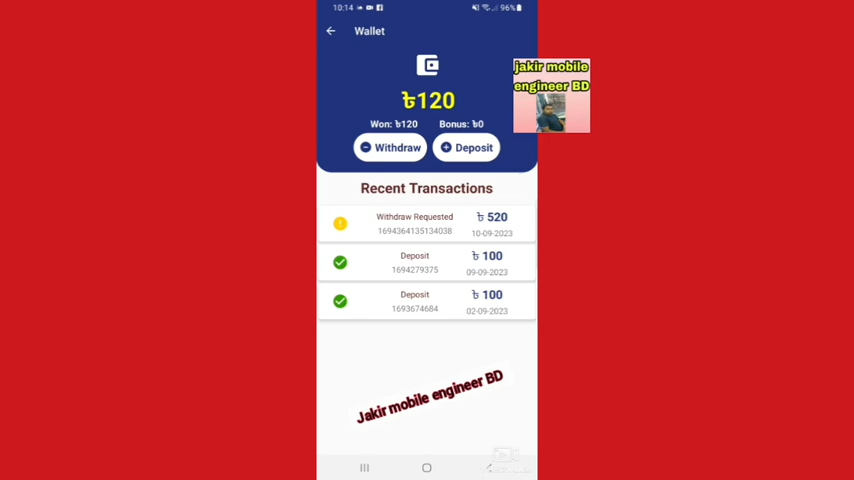 10:14
96%
Wallet
jakir mobile
engineer BD
৳120
Won: ৳120 Bonus: ৳0
Withdraw Deposit
Recent Transactions
Withdraw Requested ৳ 520
1694364135134038 10-09-2023
Deposit ৳ 100
1694279375 09-09-2023
Deposit ৳ 100
1693674684 02-09-2023
Jakir mobile engineer BD